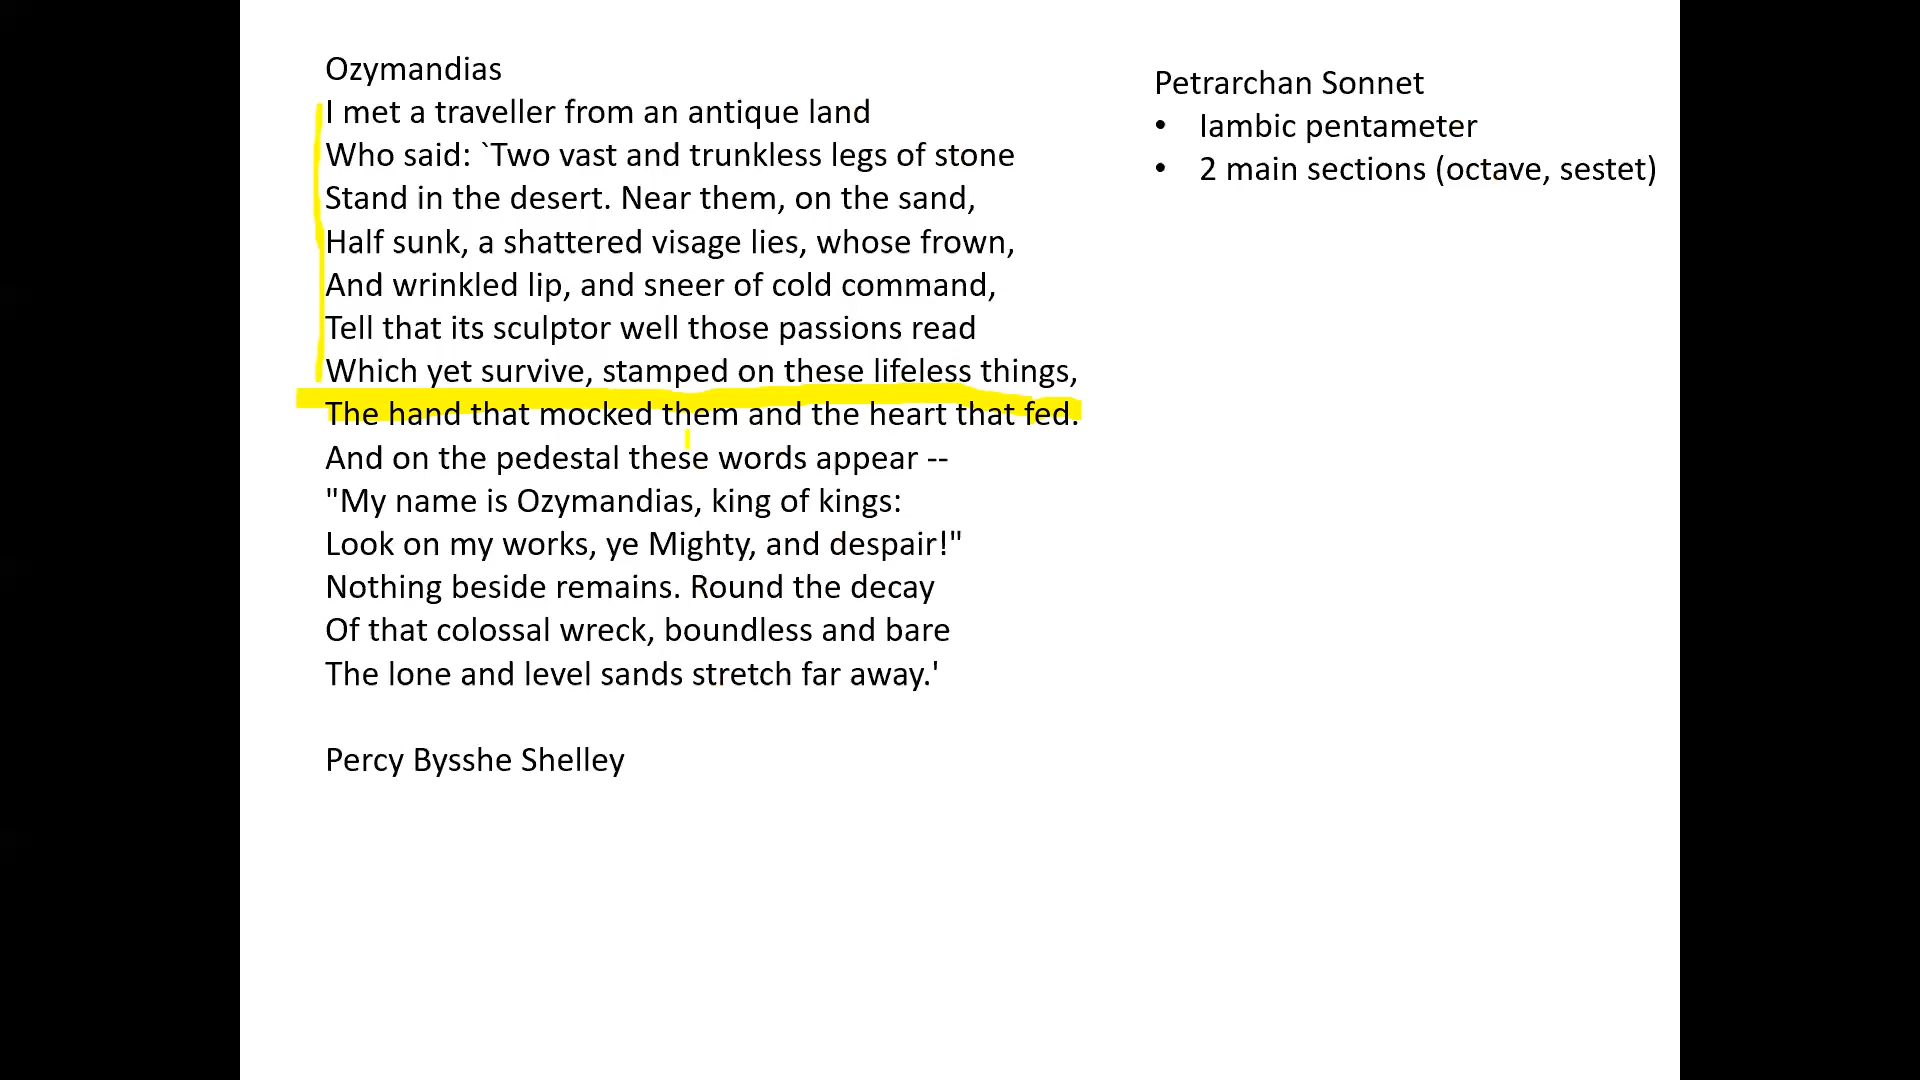 Ozymandias
I met a traveller from an antique land
Who said: `Two vast and trunkless legs of stone
Stand in the desert. Near them, on the sand,
Half sunk, a shattered visage lies, whose frown,
And wrinkled lip, and sneer of cold command,
Tell that its sculptor well those passions read
Which yet survive, stamped on these lifeless things,
The hand that mocked them and the heart that fed.
And on the pedestal these words appear --
"My name is Ozymandias, king of kings:
Look on my works, ye Mighty, and despair!"
Nothing beside remains. Round the decay
Of that colossal wreck, boundless and bare
The lone and level sands stretch far away.'
Percy Bysshe Shelley
Petrarchan Sonnet
• Iambic pentameter
• 2 main sections (octave, sestet)